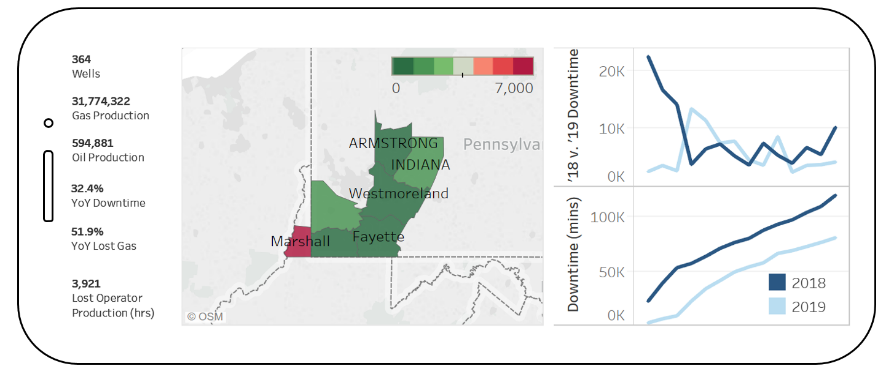 364
Wells
31,774,322
Gas Production
594,881
Oil Production
32.4%
YoY Downtime
51.9%
YoY Lost Gas
3,921
Lost Operator
Production (hrs)
0 7,000
ARMSTRONG
Pennsylva
INDIANA
Westmoreland
Marshall
Fayette
© OSM
'18 v. '19 Downtime
20K
10K
0K
Downtime (mins)
100K
50K
0K
2018
2019